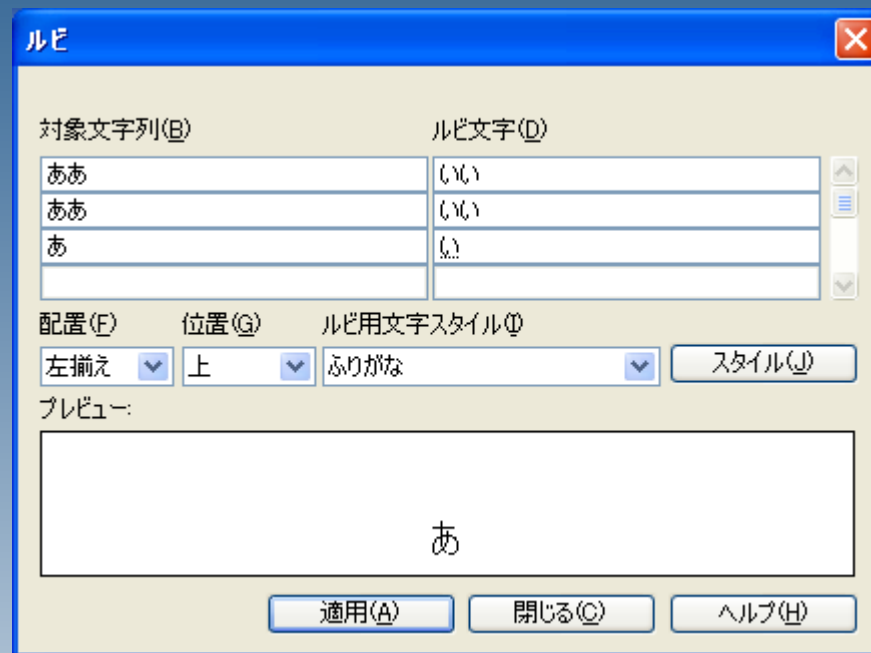 ルビ
対象文字列(B) ルビ文字(D)
ああ いい
ああ いい
あ い
配置(F) 位置(G) ルビ用文字スタイル(I)
左揃え 上 ふりがな スタイル(J)
プレビュー:
あ
適用(A) 閉じる(C) ヘルプ(H)